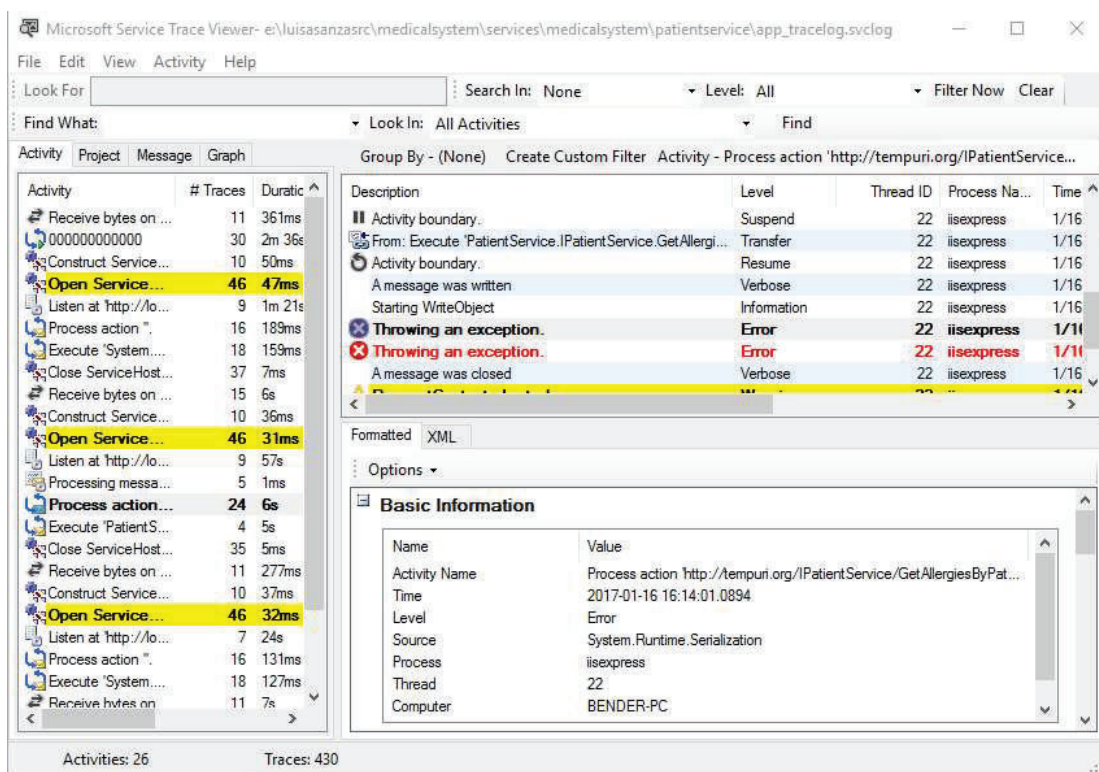 Microsoft Service Trace Viewer- e:\luisasanzasrc\medicalsystem\services\medicalsystem\patientservice\app_tracelog.svclog
File Edit View Activity Help
Look For Search In: None Level: All Filter Now Clear
Find What: Look In: All Activities Find
Activity Project Message Graph
Group By - (None) Create Custom Filter Activity - Process action 'http://tempuri.org/IPatientService...
Activity # Traces Duratic
Receive bytes on ... 11 361ms
000000000000 30 2m 36s
Construct Service... 10 50ms
Open Service... 46 47ms
Listen at 'http://lo... 9 1m 21s
Process action ''. 16 189ms
Execute 'System.... 18 159ms
Close ServiceHost... 37 7ms
Receive bytes on ... 15 6s
Construct Service... 10 36ms
Open Service... 46 31ms
Listen at 'http://lo... 9 57s
Processing messa... 5 1ms
Process action... 24 6s
Execute 'PatientS... 4 5s
Close ServiceHost... 35 5ms
Receive bytes on ... 11 277ms
Construct Service... 10 37ms
Open Service... 46 32ms
Listen at 'http://lo... 7 24s
Process action ''. 16 131ms
Execute 'System.... 18 127ms
Receive bytes on 11 7s
Description Level Thread ID Process Na... Time
Activity boundary. Suspend 22 iisexpress 1/16
From: Execute 'PatientService.IPatientService.GetAllergi... Transfer 22 iisexpress 1/16
Activity boundary. Resume 22 iisexpress 1/16
A message was written Verbose 22 iisexpress 1/16
Starting WriteObject Information 22 iisexpress 1/16
Throwing an exception. Error 22 iisexpress 1/16
Throwing an exception. Error 22 iisexpress 1/16
A message was closed Verbose 22 iisexpress 1/16
Formatted XML
Options
Basic Information
Name Value
Activity Name Process action 'http://tempuri.org/IPatientService/GetAllergiesByPat...
Time 2017-01-16 16:14:01.0894
Level Error
Source System.Runtime.Serialization
Process iisexpress
Thread 22
Computer BENDER-PC
Activities: 26 Traces: 430